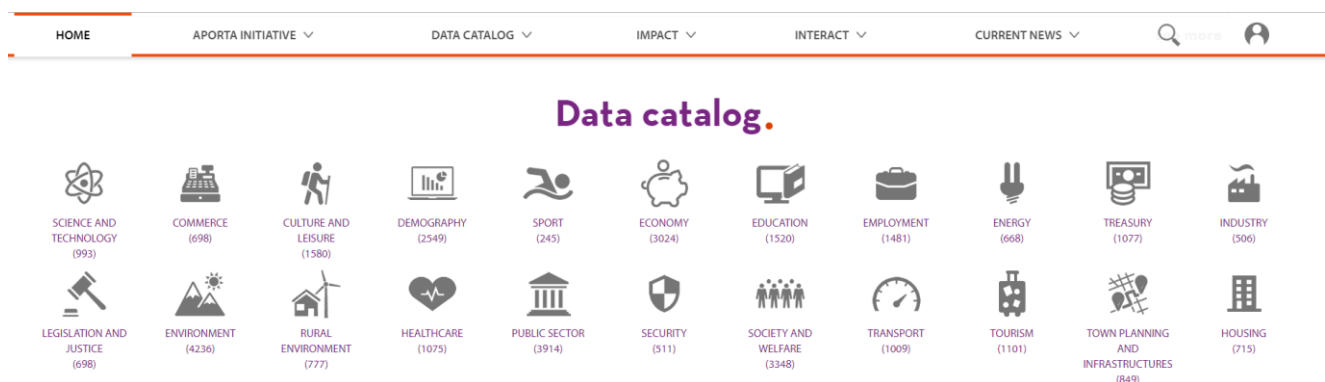 HOME APORTA INITIATIVE DATA CATALOG IMPACT INTERACT CURRENT NEWS more
Data catalog.
SCIENCE AND TECHNOLOGY (993)
COMMERCE (698)
CULTURE AND LEISURE (1580)
DEMOGRAPHY (2549)
SPORT (245)
ECONOMY (3024)
EDUCATION (1520)
EMPLOYMENT (1481)
ENERGY (668)
TREASURY (1077)
INDUSTRY (506)
LEGISLATION AND JUSTICE (698)
ENVIRONMENT (4236)
RURAL ENVIRONMENT (777)
HEALTHCARE (1075)
PUBLIC SECTOR (3914)
SECURITY (511)
SOCIETY AND WELFARE (3348)
TRANSPORT (1009)
TOURISM (1101)
TOWN PLANNING AND INFRASTRUCTURES (849)
HOUSING (715)